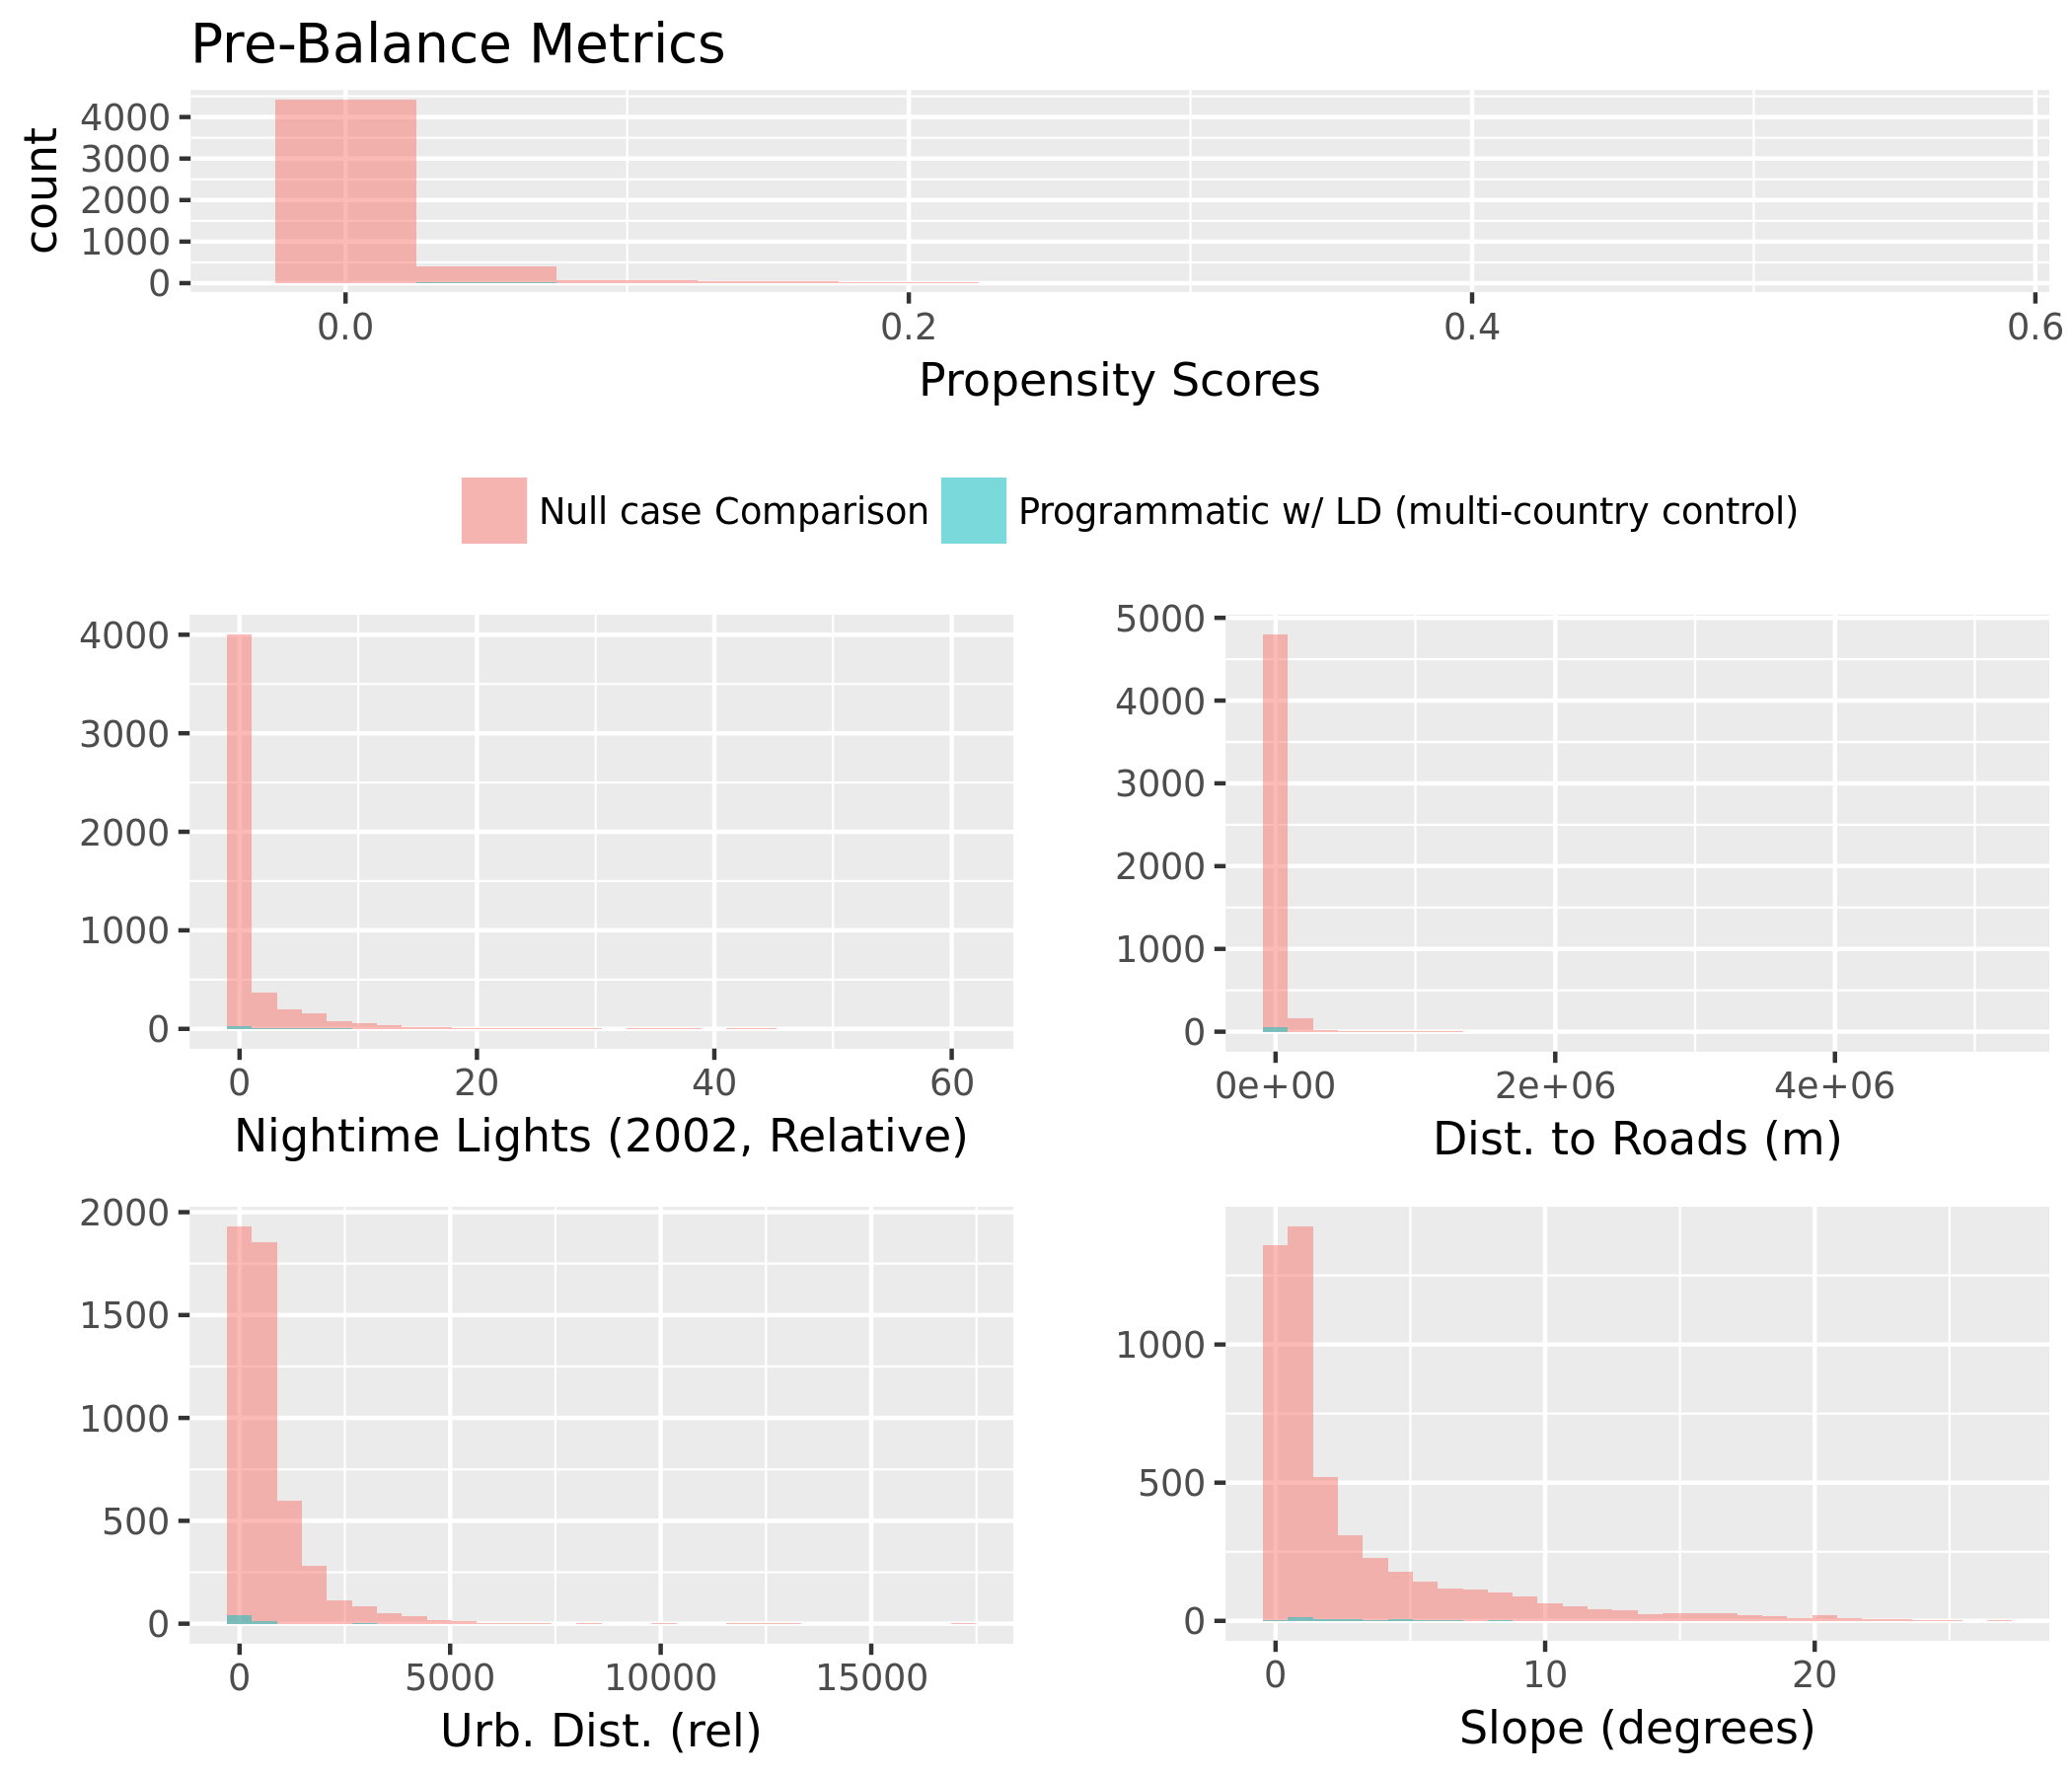 Pre-Balance Metrics
count
4000
3000
2000
1000
0
0.0 0.2 0.4 0.6
Propensity Scores
Null case Comparison Programmatic w/ LD (multi-country control)
4000
3000
2000
1000
0
0 20 40 60
Nightime Lights (2002, Relative)
5000
4000
3000
2000
1000
0
0e+00 2e+06 4e+06
Dist. to Roads (m)
2000
1500
1000
500
0
0 5000 10000 15000
Urb. Dist. (rel)
1000
500
0
0 10 20
Slope (degrees)